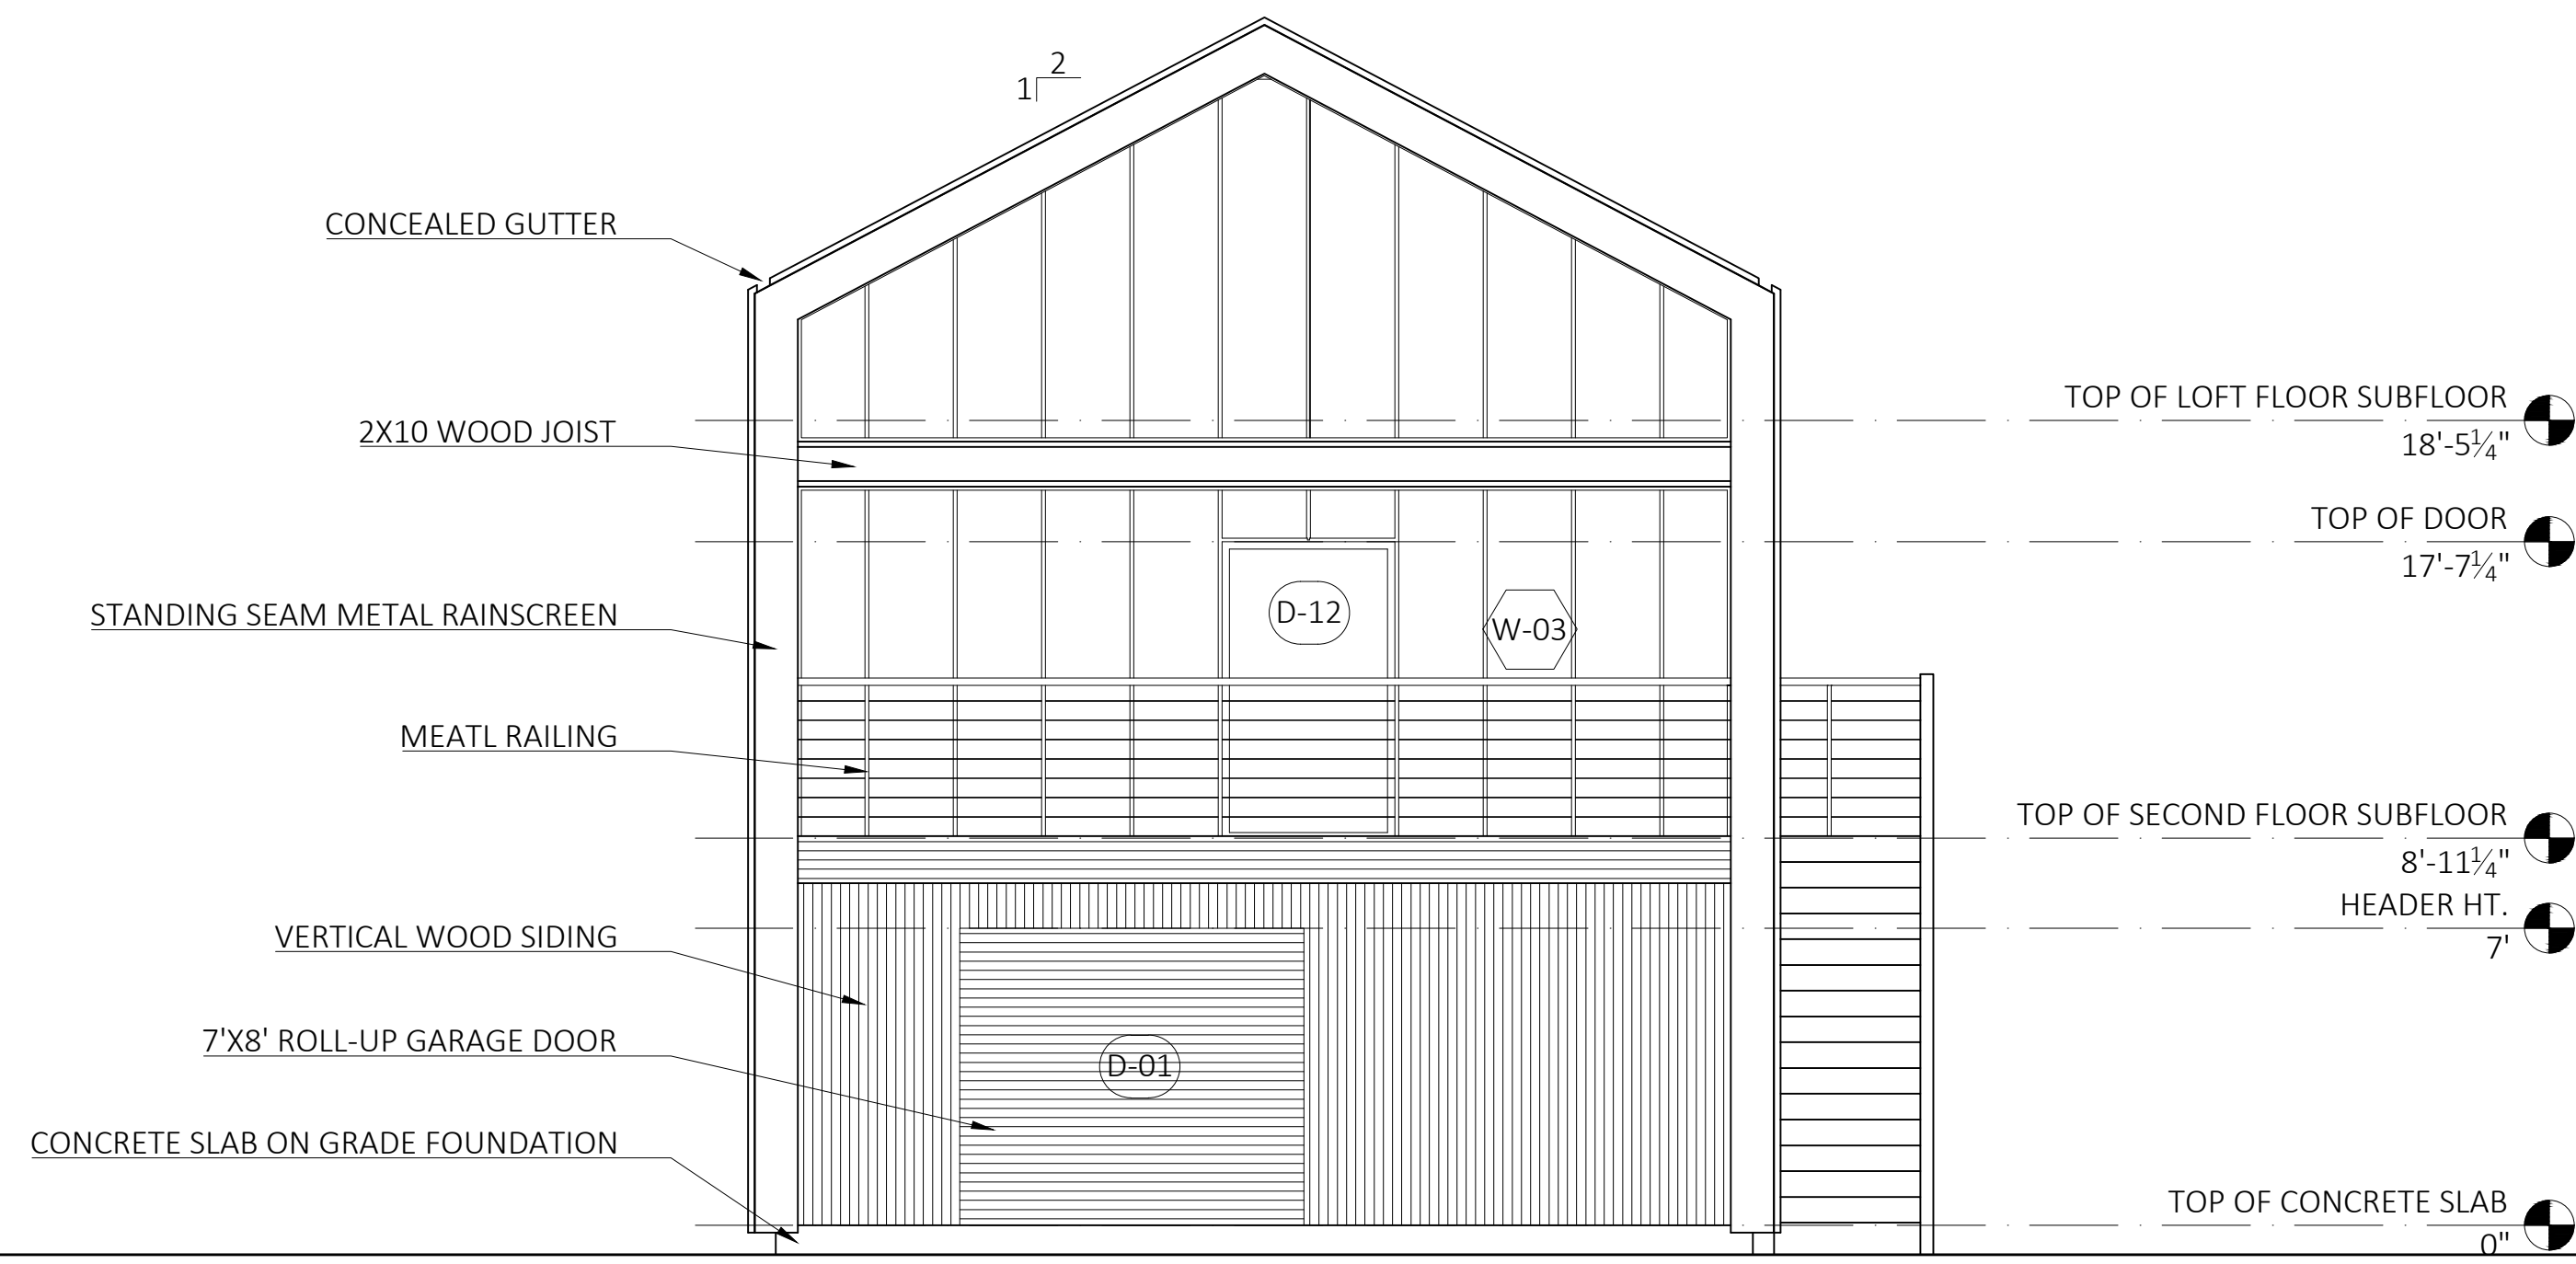 2
1
CONCEALED GUTTER
TOP OF LOFT FLOOR SUBFLOOR
18'-5¼"
2X10 WOOD JOIST
TOP OF DOOR
17'-7¼"
STANDING SEAM METAL RAINSCREEN
D-12
W-03
MEATL RAILING
TOP OF SECOND FLOOR SUBFLOOR
8'-11¼"
HEADER HT.
7'
VERTICAL WOOD SIDING
7'X8' ROLL-UP GARAGE DOOR
D-01
CONCRETE SLAB ON GRADE FOUNDATION
TOP OF CONCRETE SLAB
0"